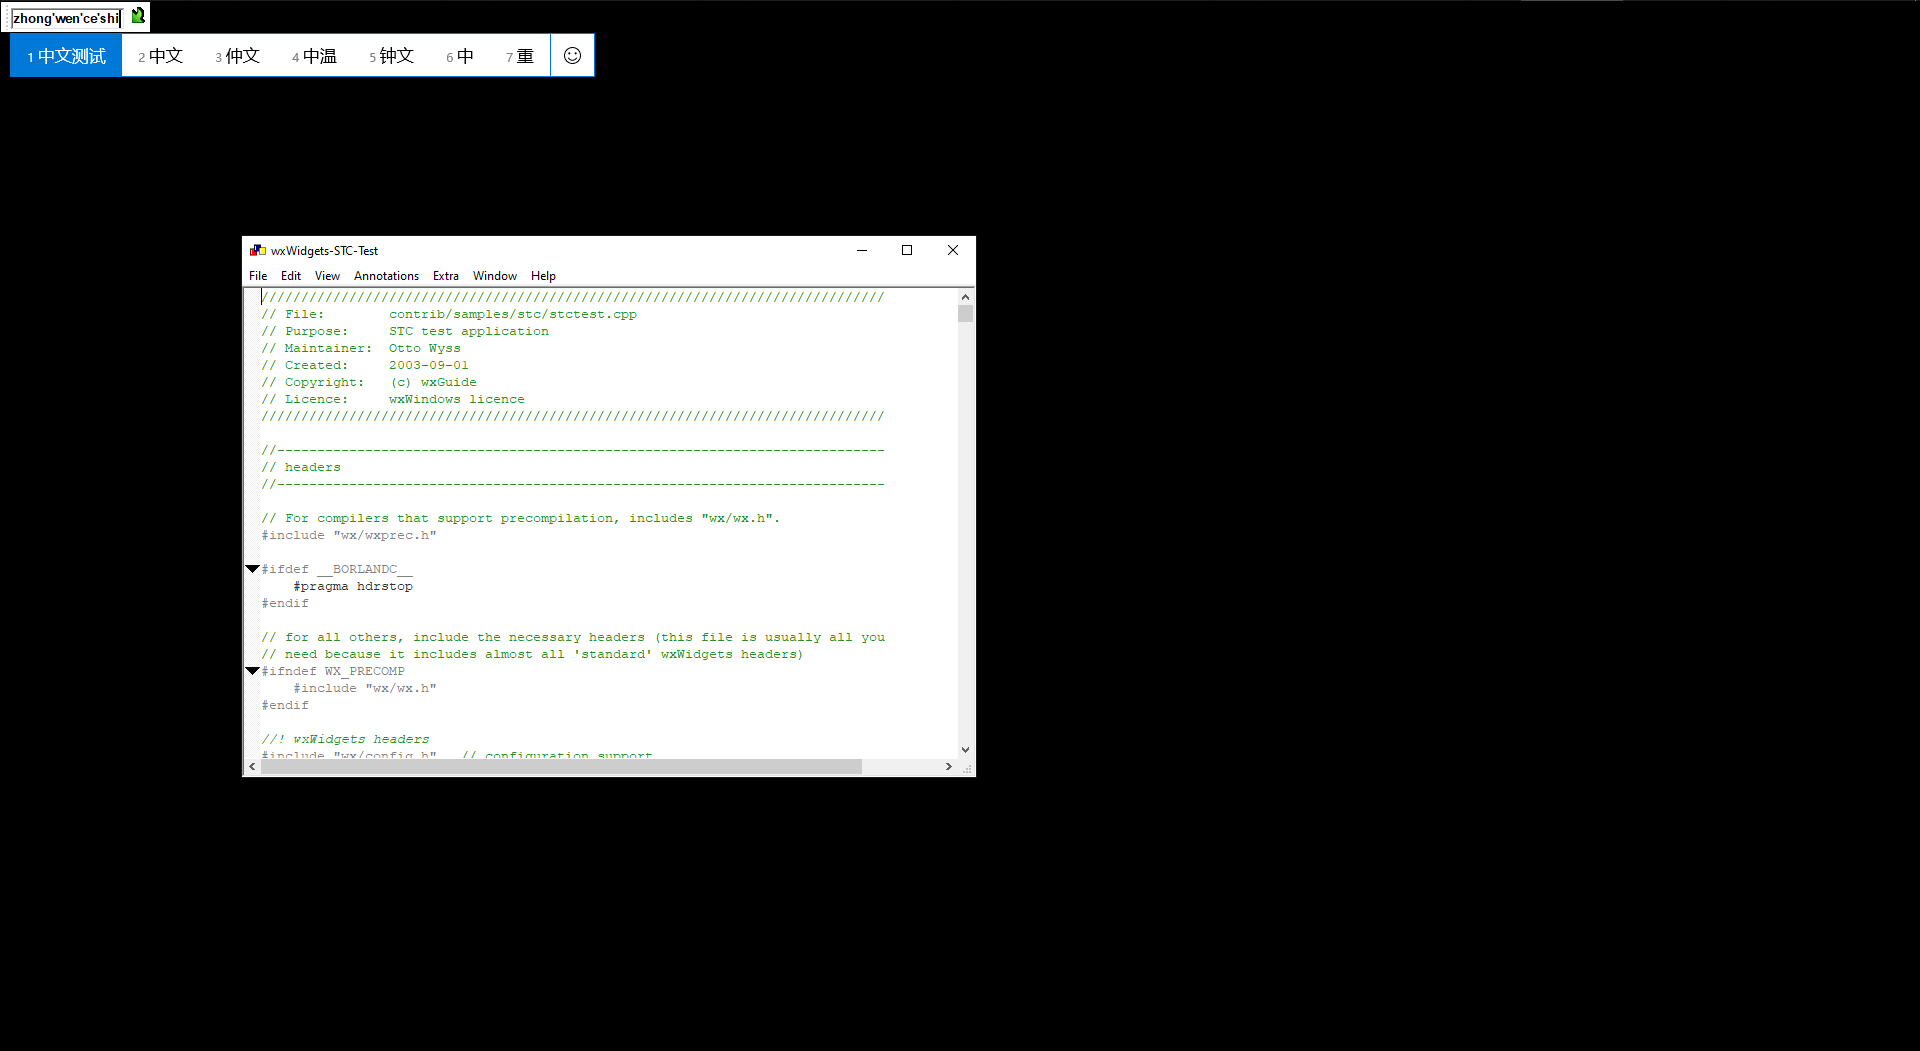 zhong'wen'ce'shi
1 中文测试 2 中文 3 仲文 4 中温 5 钟文 6 中 7 重
wxWidgets-STC-Test
File Edit View Annotations Extra Window Help
//////////////////////////////////////////////////////////////////////////////
// File:        contrib/samples/stc/stctest.cpp
// Purpose:     STC test application
// Maintainer:  Otto Wyss
// Created:     2003-09-01
// Copyright:   (c) wxGuide
// Licence:     wxWindows licence
//////////////////////////////////////////////////////////////////////////////
//----------------------------------------------------------------------------
// headers
//----------------------------------------------------------------------------
// For compilers that support precompilation, includes "wx/wx.h".
#include "wx/wxprec.h"
#ifdef __BORLANDC__
    #pragma hdrstop
#endif
// for all others, include the necessary headers (this file is usually all you
// need because it includes almost all 'standard' wxWidgets headers)
#ifndef WX_PRECOMP
    #include "wx/wx.h"
#endif
//! wxWidgets headers
#include "wx/config.h"   // configuration support